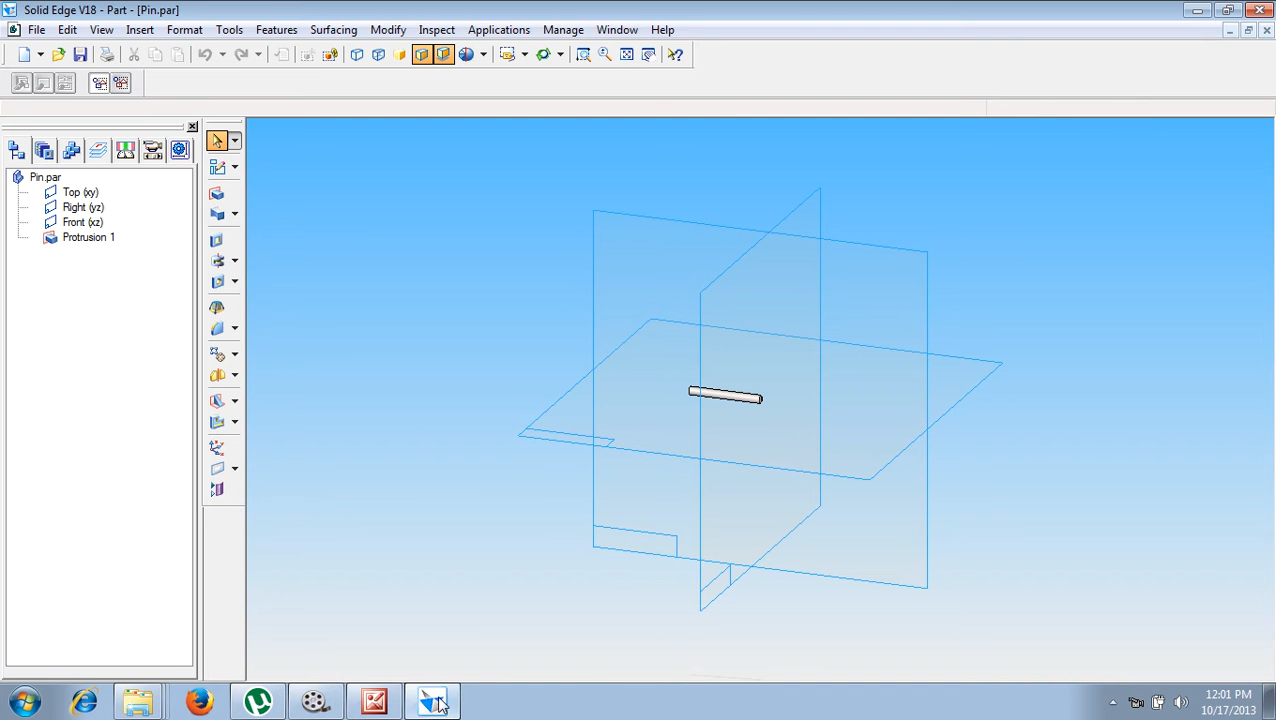 Solid Edge V18 - Part - [Pin.par]
File Edit View Insert Format Tools Features Surfacing Modify Inspect Applications Manage Window Help
Pin.par
Top (xy)
Right (yz)
Front (xz)
Protrusion 1
12:01 PM
10/17/2013